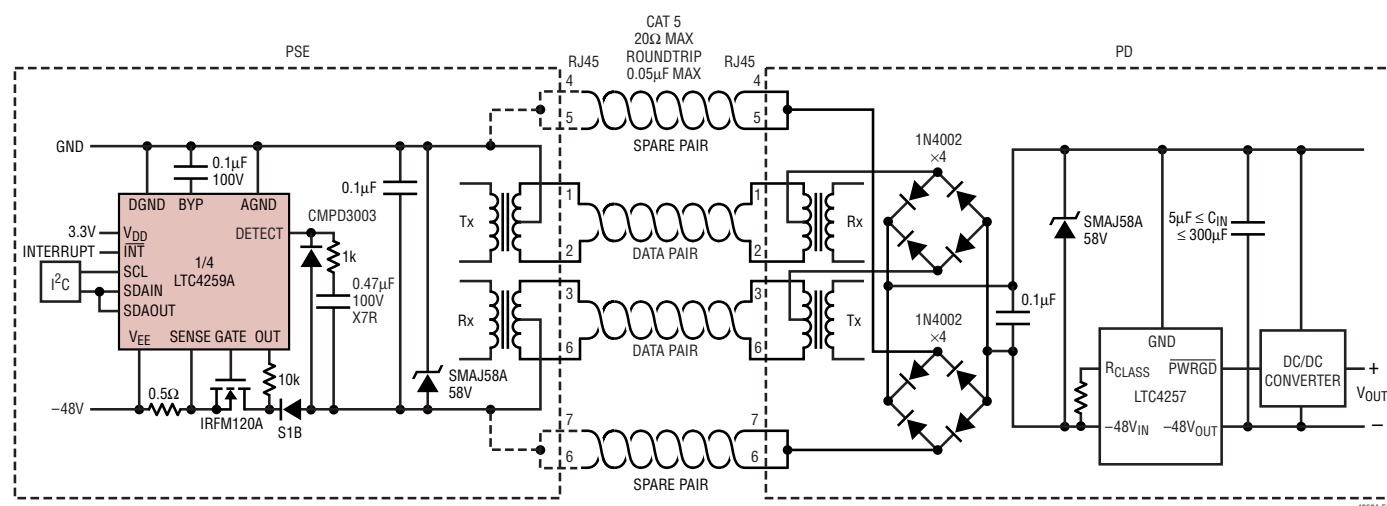 CAT 5
20Ω MAX
ROUNDTRIP
0.05µF MAX
PSE
PD
RJ45
RJ45
4
5
4
5
SPARE PAIR
GND
0.1µF
100V
0.1µF
DGND BYP AGND
CMPD3003
3.3V
VDD
DETECT
INTERRUPT
INT
1k
I2C
SCL
SDAIN
SDAOUT
1/4
LTC4259A
0.47µF
100V
X7R
VEE SENSE GATE OUT
10k
–48V
0.5Ω
IRFM120A
S1B
SMAJ58A
58V
Tx
1
2
DATA PAIR
1
2
Rx
Rx
3
6
DATA PAIR
3
6
Tx
7
6
SPARE PAIR
7
6
1N4002
×4
1N4002
×4
0.1µF
SMAJ58A
58V
5µF ≤ CIN
≤ 300µF
GND
RCLASS
PWRGD
LTC4257
–48VIN
–48VOUT
DC/DC
CONVERTER
+
VOUT
–